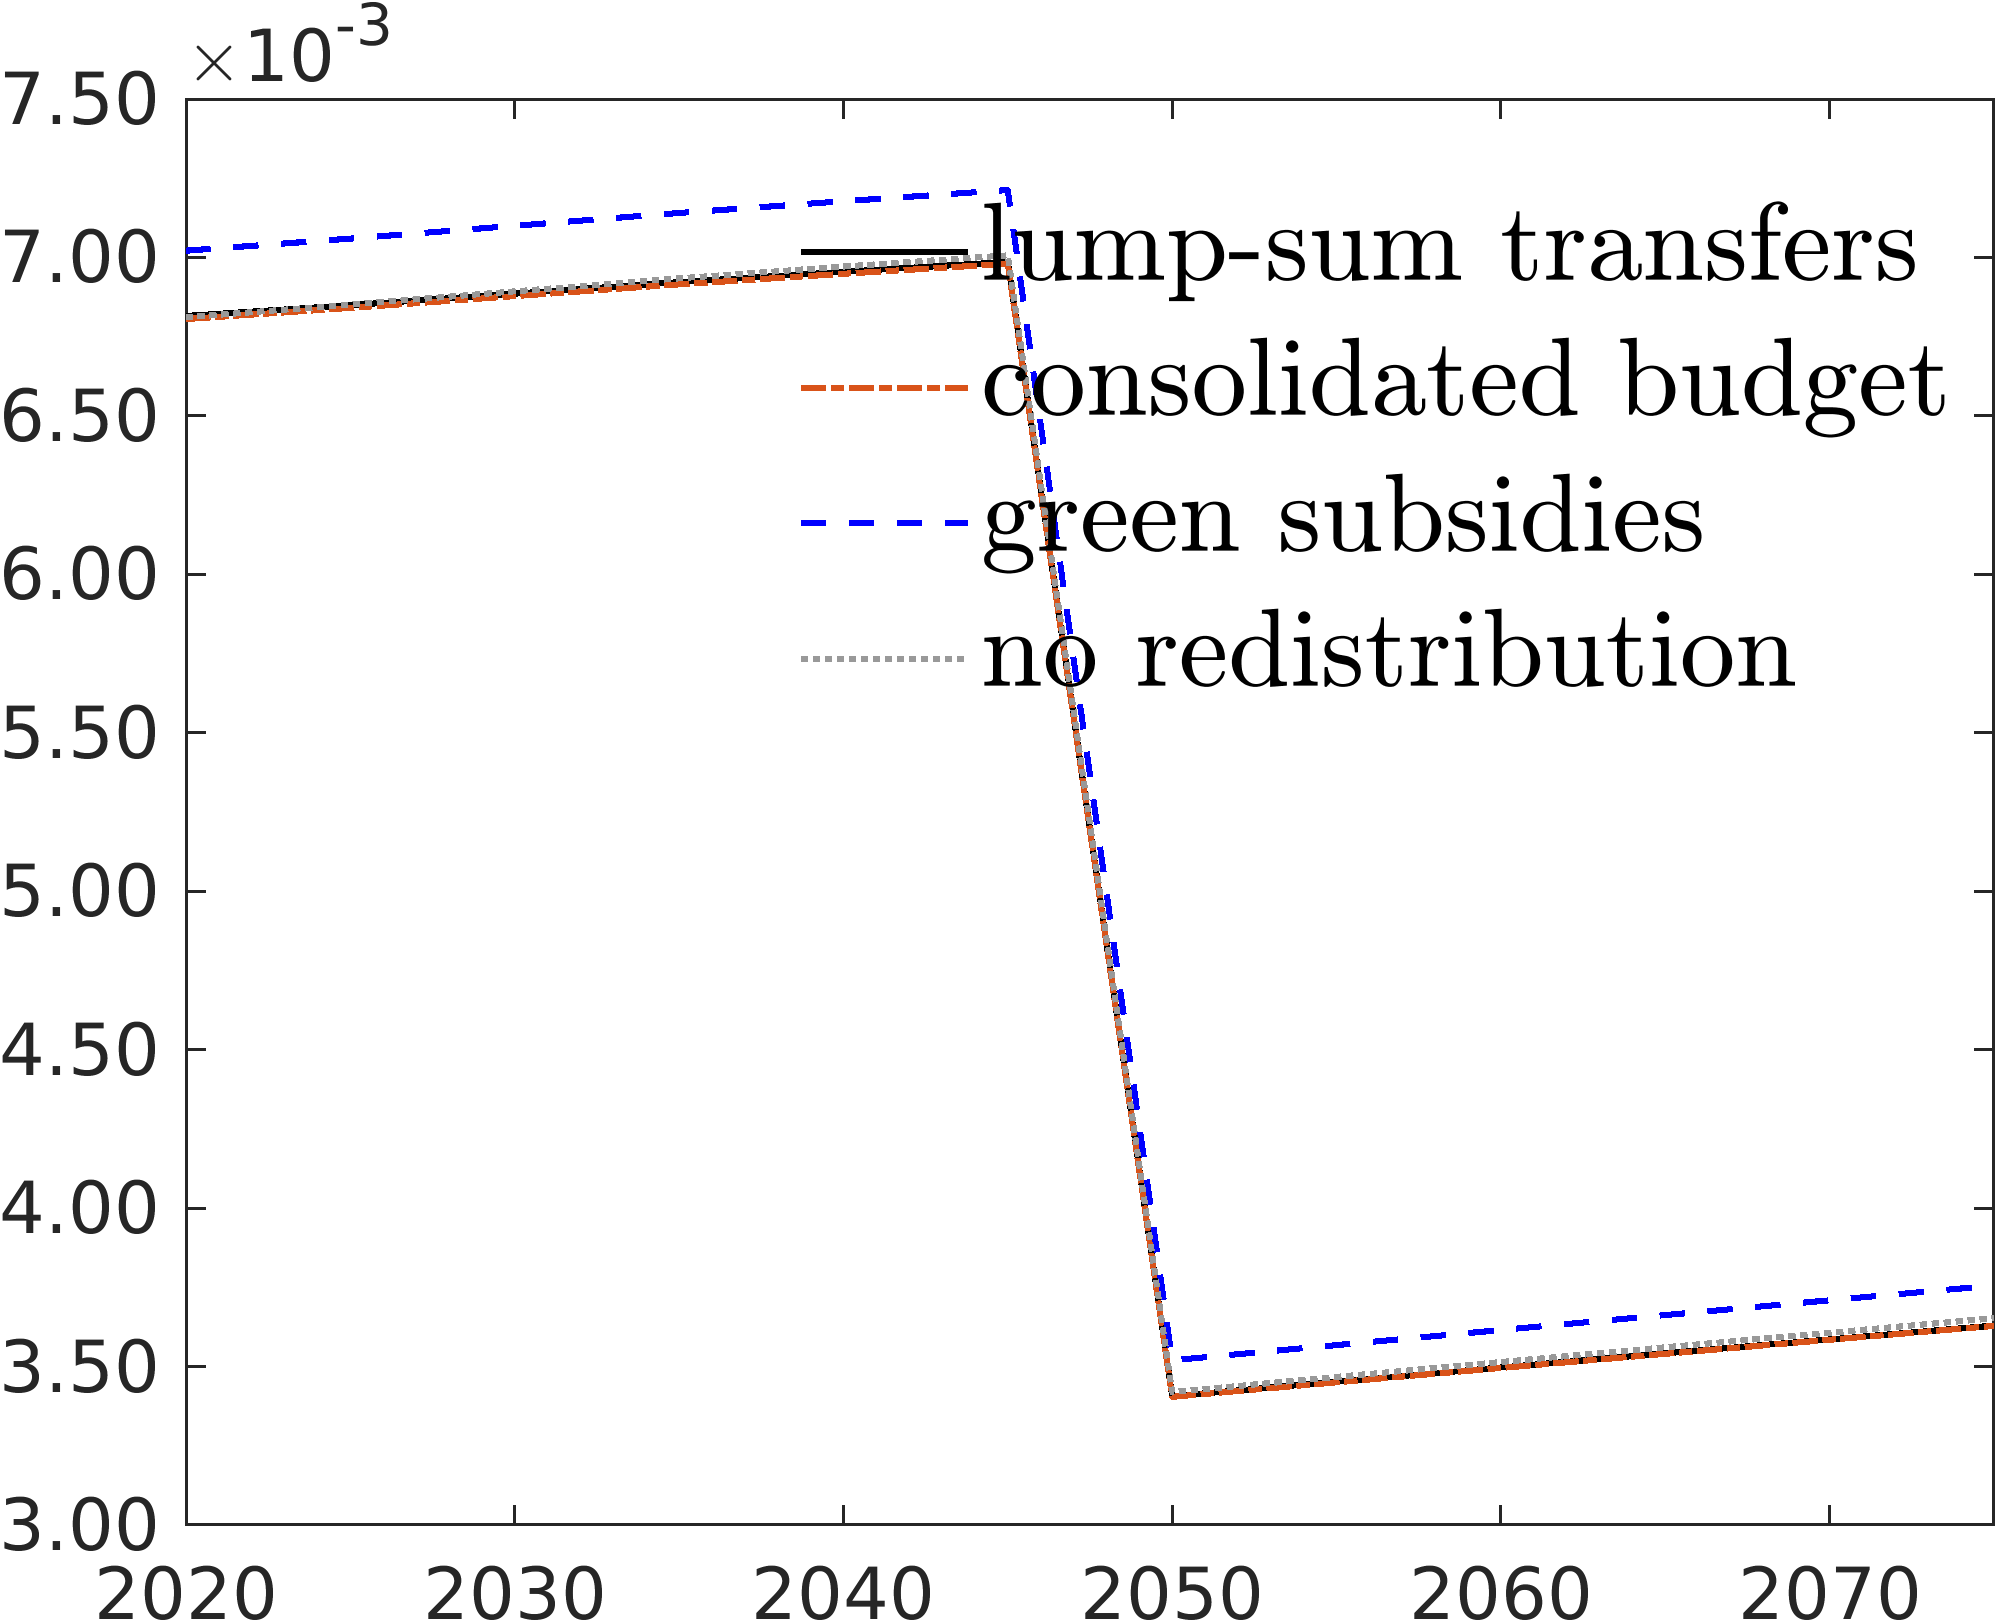 ×10-3
7.50
7.00
6.50
6.00
5.50
5.00
4.50
4.00
3.50
3.00
lump-sum transfers
consolidated budget
green subsidies
no redistribution
2020 2030 2040 2050 2060 2070